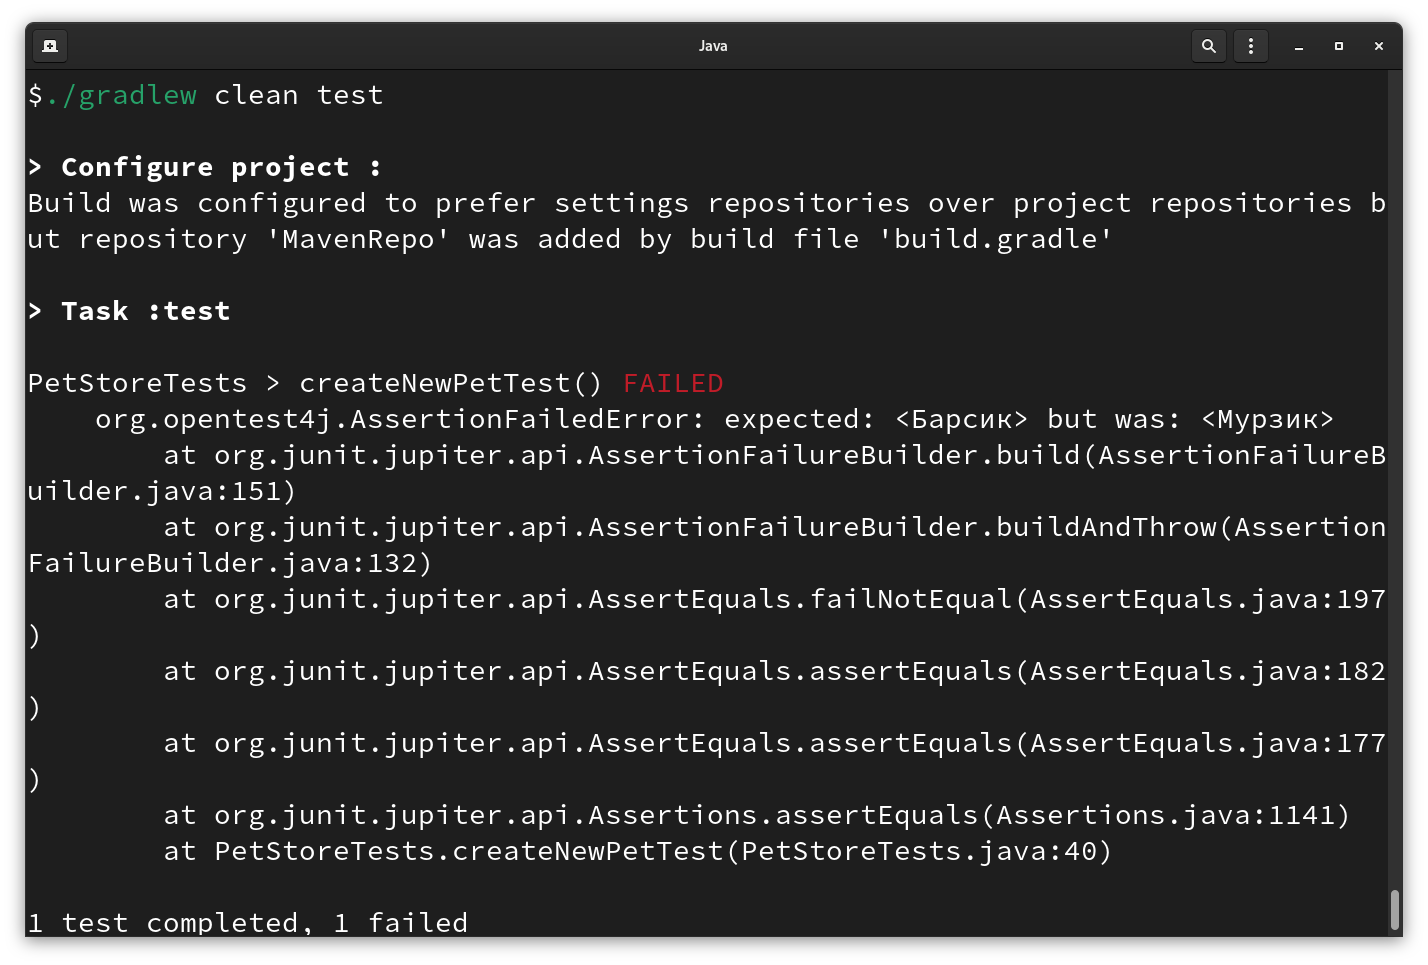 Java
$./gradlew clean test
> Configure project :
Build was configured to prefer settings repositories over project repositories b
ut repository 'MavenRepo' was added by build file 'build.gradle'
> Task :test
PetStoreTests > createNewPetTest() FAILED
org.opentest4j.AssertionFailedError: expected: <Барсик> but was: <Мурзик>
at org.junit.jupiter.api.AssertionFailureBuilder.build(AssertionFailureB
uilder.java:151)
at org.junit.jupiter.api.AssertionFailureBuilder.buildAndThrow(Assertion
FailureBuilder.java:132)
at org.junit.jupiter.api.AssertEquals.failNotEqual(AssertEquals.java:197
)
at org.junit.jupiter.api.AssertEquals.assertEquals(AssertEquals.java:182
)
at org.junit.jupiter.api.AssertEquals.assertEquals(AssertEquals.java:177
)
at org.junit.jupiter.api.Assertions.assertEquals(Assertions.java:1141)
at PetStoreTests.createNewPetTest(PetStoreTests.java:40)
1 test completed, 1 failed